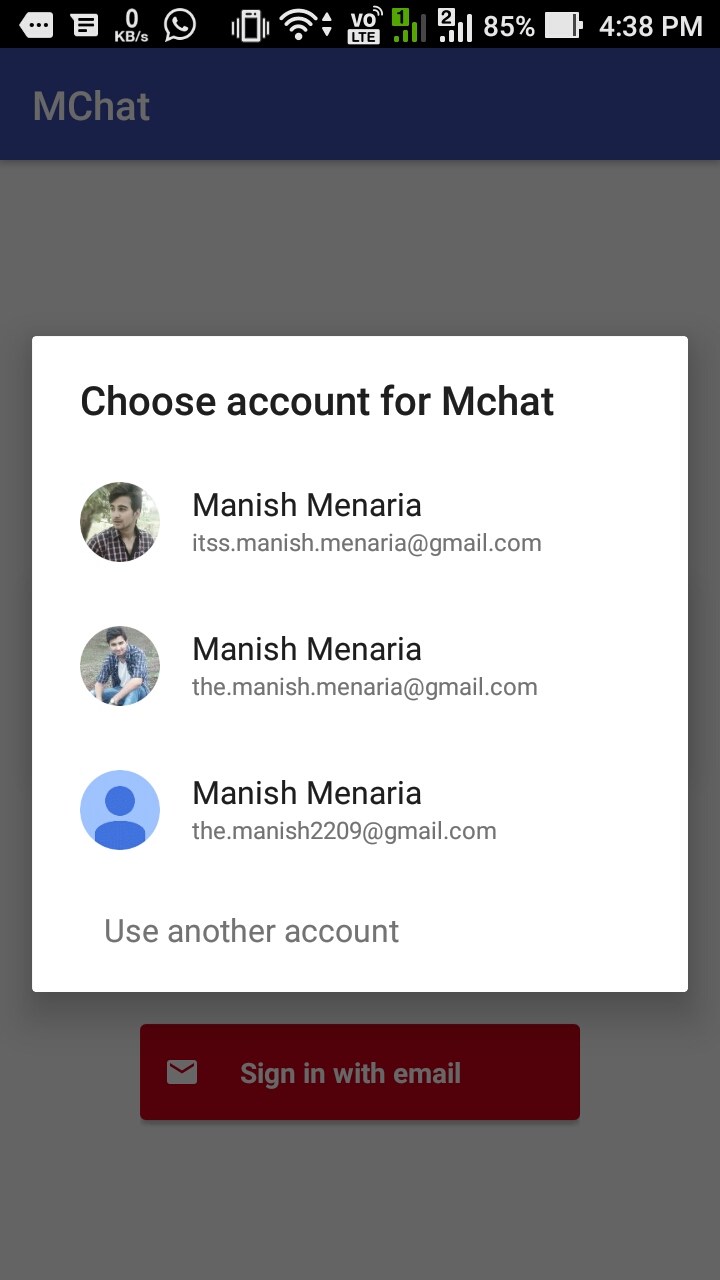 0 KB/s VO LTE 1 2 85% 4:38 PM
MChat
Choose account for Mchat
Manish Menaria
itss.manish.menaria@gmail.com
Manish Menaria
the.manish.menaria@gmail.com
Manish Menaria
the.manish2209@gmail.com
Use another account
Sign in with email